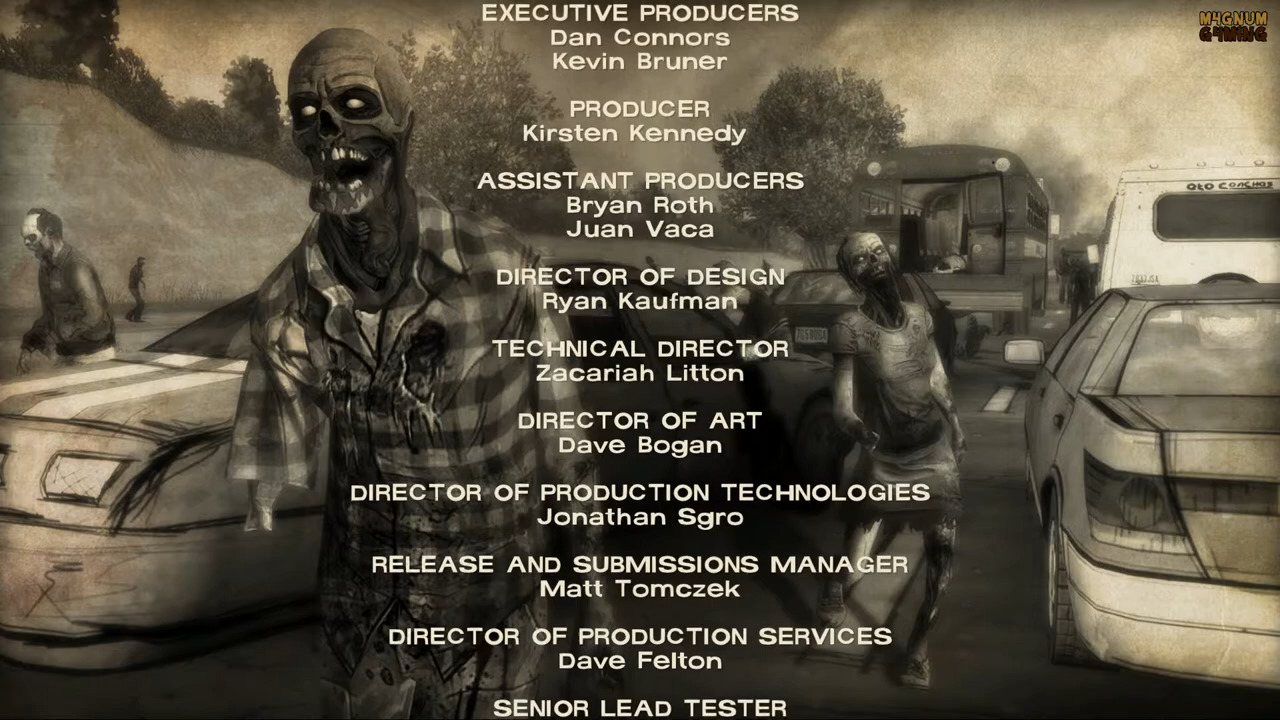 M4GNUM
G4MING
EXECUTIVE PRODUCERS
Dan Connors
Kevin Bruner
PRODUCER
Kirsten Kennedy
ASSISTANT PRODUCERS
Bryan Roth
Juan Vaca
DIRECTOR OF DESIGN
Ryan Kaufman
TECHNICAL DIRECTOR
Zacariah Litton
DIRECTOR OF ART
Dave Bogan
DIRECTOR OF PRODUCTION TECHNOLOGIES
Jonathan Sgro
RELEASE AND SUBMISSIONS MANAGER
Matt Tomczek
DIRECTOR OF PRODUCTION SERVICES
Dave Felton
SENIOR LEAD TESTER